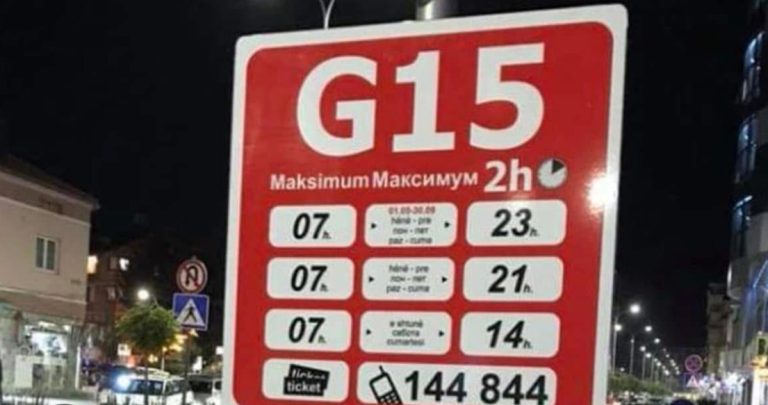 G15
Maksimum Максимум 2h
07h. 01.05-30.09 23h.
hënë - pre
пон - пет
paz - cuma
07h. hënë - pre 21h.
пон - пет
paz - cuma
07h. e shtunë 14h.
сабота
cumartesi
ticket 144 844